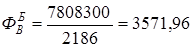 Ф_В^Б = 7808300 / 2186 = 3571,96